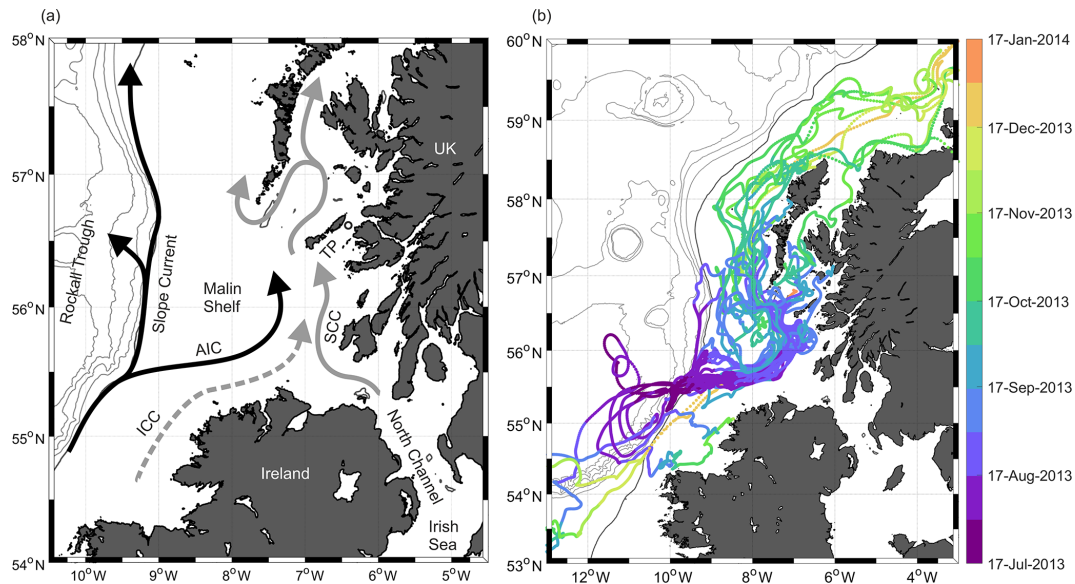 (a)
58°N
57°N
56°N
55°N
54°N
10°W
9°W
8°W
7°W
6°W
5°W
UK
Rockall Trough
Slope Current
TP
Malin
Shelf
SCC
AIC
ICC
North Channel
Ireland
Irish
Sea
(b)
60°N
59°N
58°N
57°N
56°N
55°N
54°N
53°N
12°W
10°W
8°W
6°W
4°W
17-Jan-2014
17-Dec-2013
17-Nov-2013
17-Oct-2013
17-Sep-2013
17-Aug-2013
17-Jul-2013